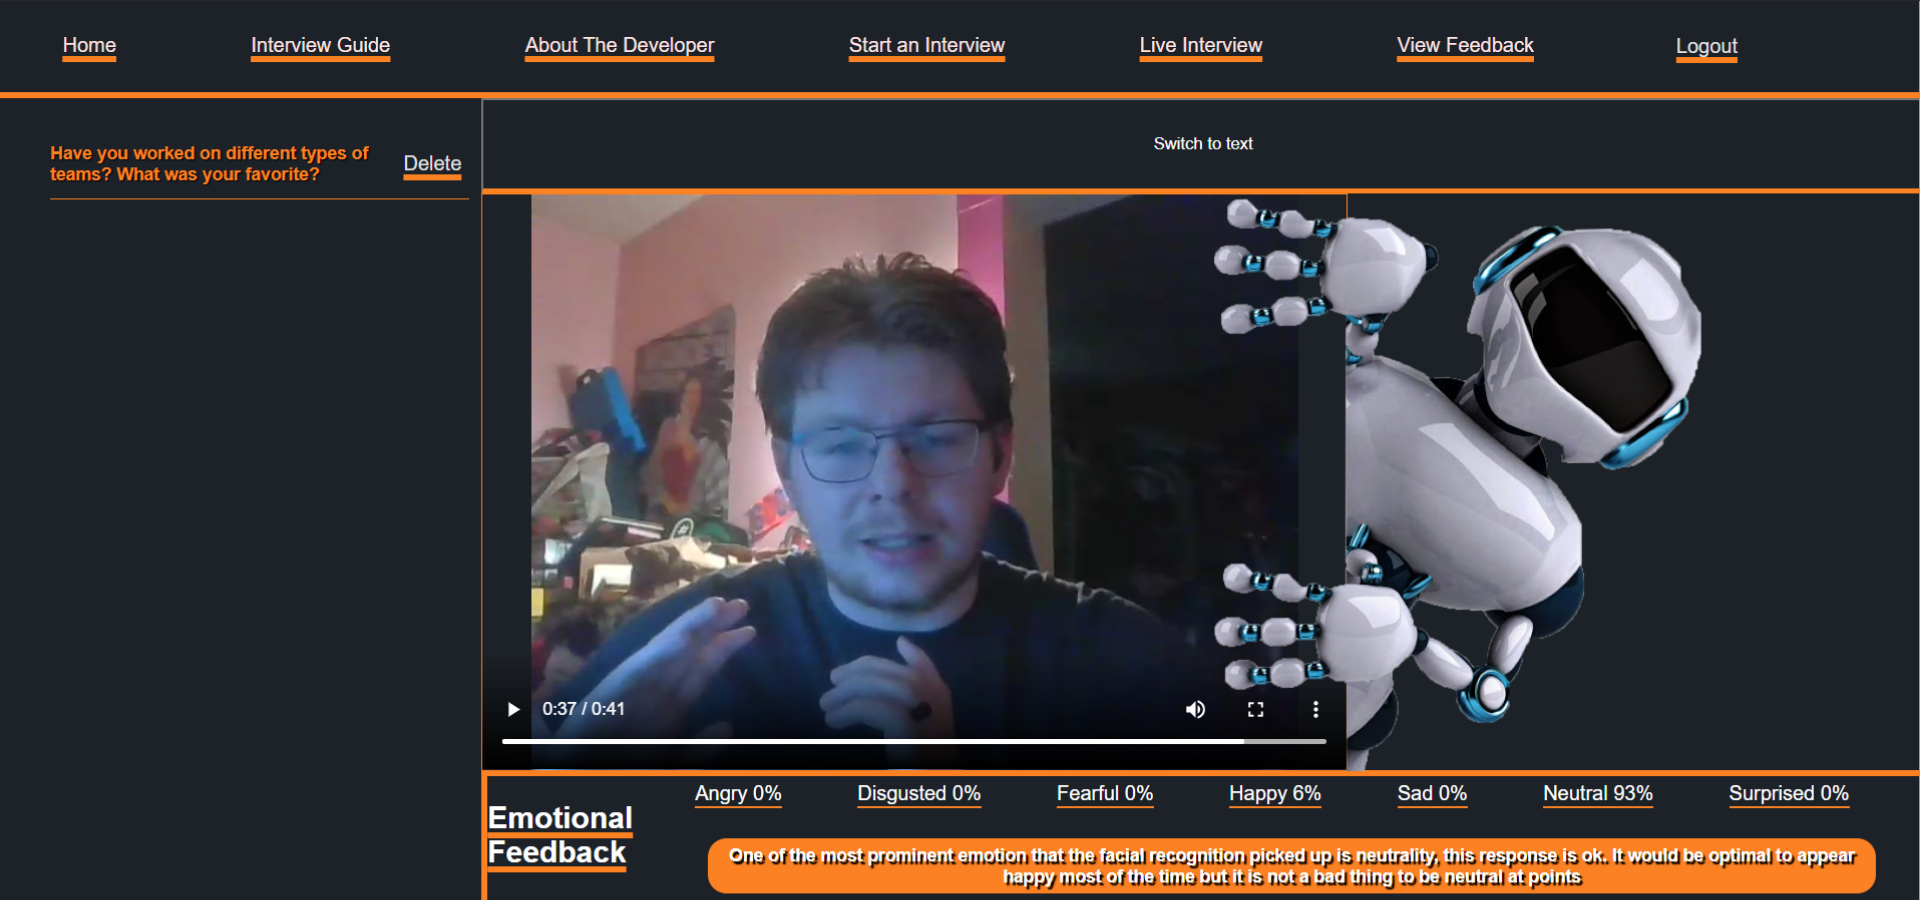 Home
Interview Guide
About The Developer
Start an Interview
Live Interview
View Feedback
Logout
Have you worked on different types of
teams? What was your favorite?
Delete
Switch to text
0:37 / 0:41
Emotional
Feedback
Angry 0%
Disgusted 0%
Fearful 0%
Happy 6%
Sad 0%
Neutral 93%
Surprised 0%
One of the most prominent emotion that the facial recognition picked up is neutrality, this response is ok. It would be optimal to appear
happy most of the time but it is not a bad thing to be neutral at points